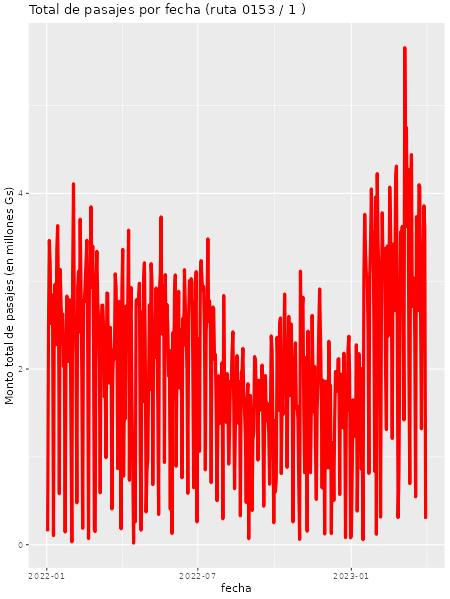 Total de pasajes por fecha (ruta 0153 / 1 )
Monto total de pasajes (en millones Gs)
4
2
0
2022-01
2022-07
2023-01
fecha